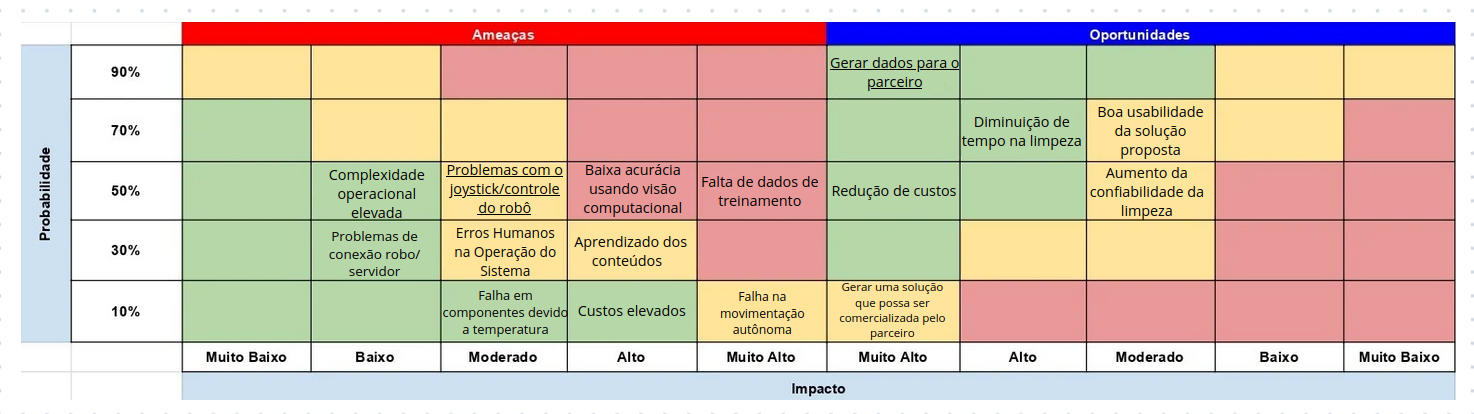 Ameaças
Oportunidades
Probabilidade
90%
Gerar dados para o
parceiro
70%
Diminuição de
tempo na limpeza
Boa usabilidade
da solução
proposta
50%
Complexidade
operacional
elevada
Problemas com o
joystick/controle
do robô
Baixa acurácia
usando visão
computacional
Falta de dados de
treinamento
Redução de custos
Aumento da
confiabilidade da
limpeza
30%
Problemas de
conexão robo/
servidor
Erros Humanos
na Operação do
Sistema
Aprendizado dos
conteúdos
10%
Falha em
componentes devido
a temperatura
Custos elevados
Falha na
movimentação
autônoma
Gerar uma solução
que possa ser
comercializada pelo
parceiro
Muito Baixo
Baixo
Moderado
Alto
Muito Alto
Muito Alto
Alto
Moderado
Baixo
Muito Baixo
Impacto